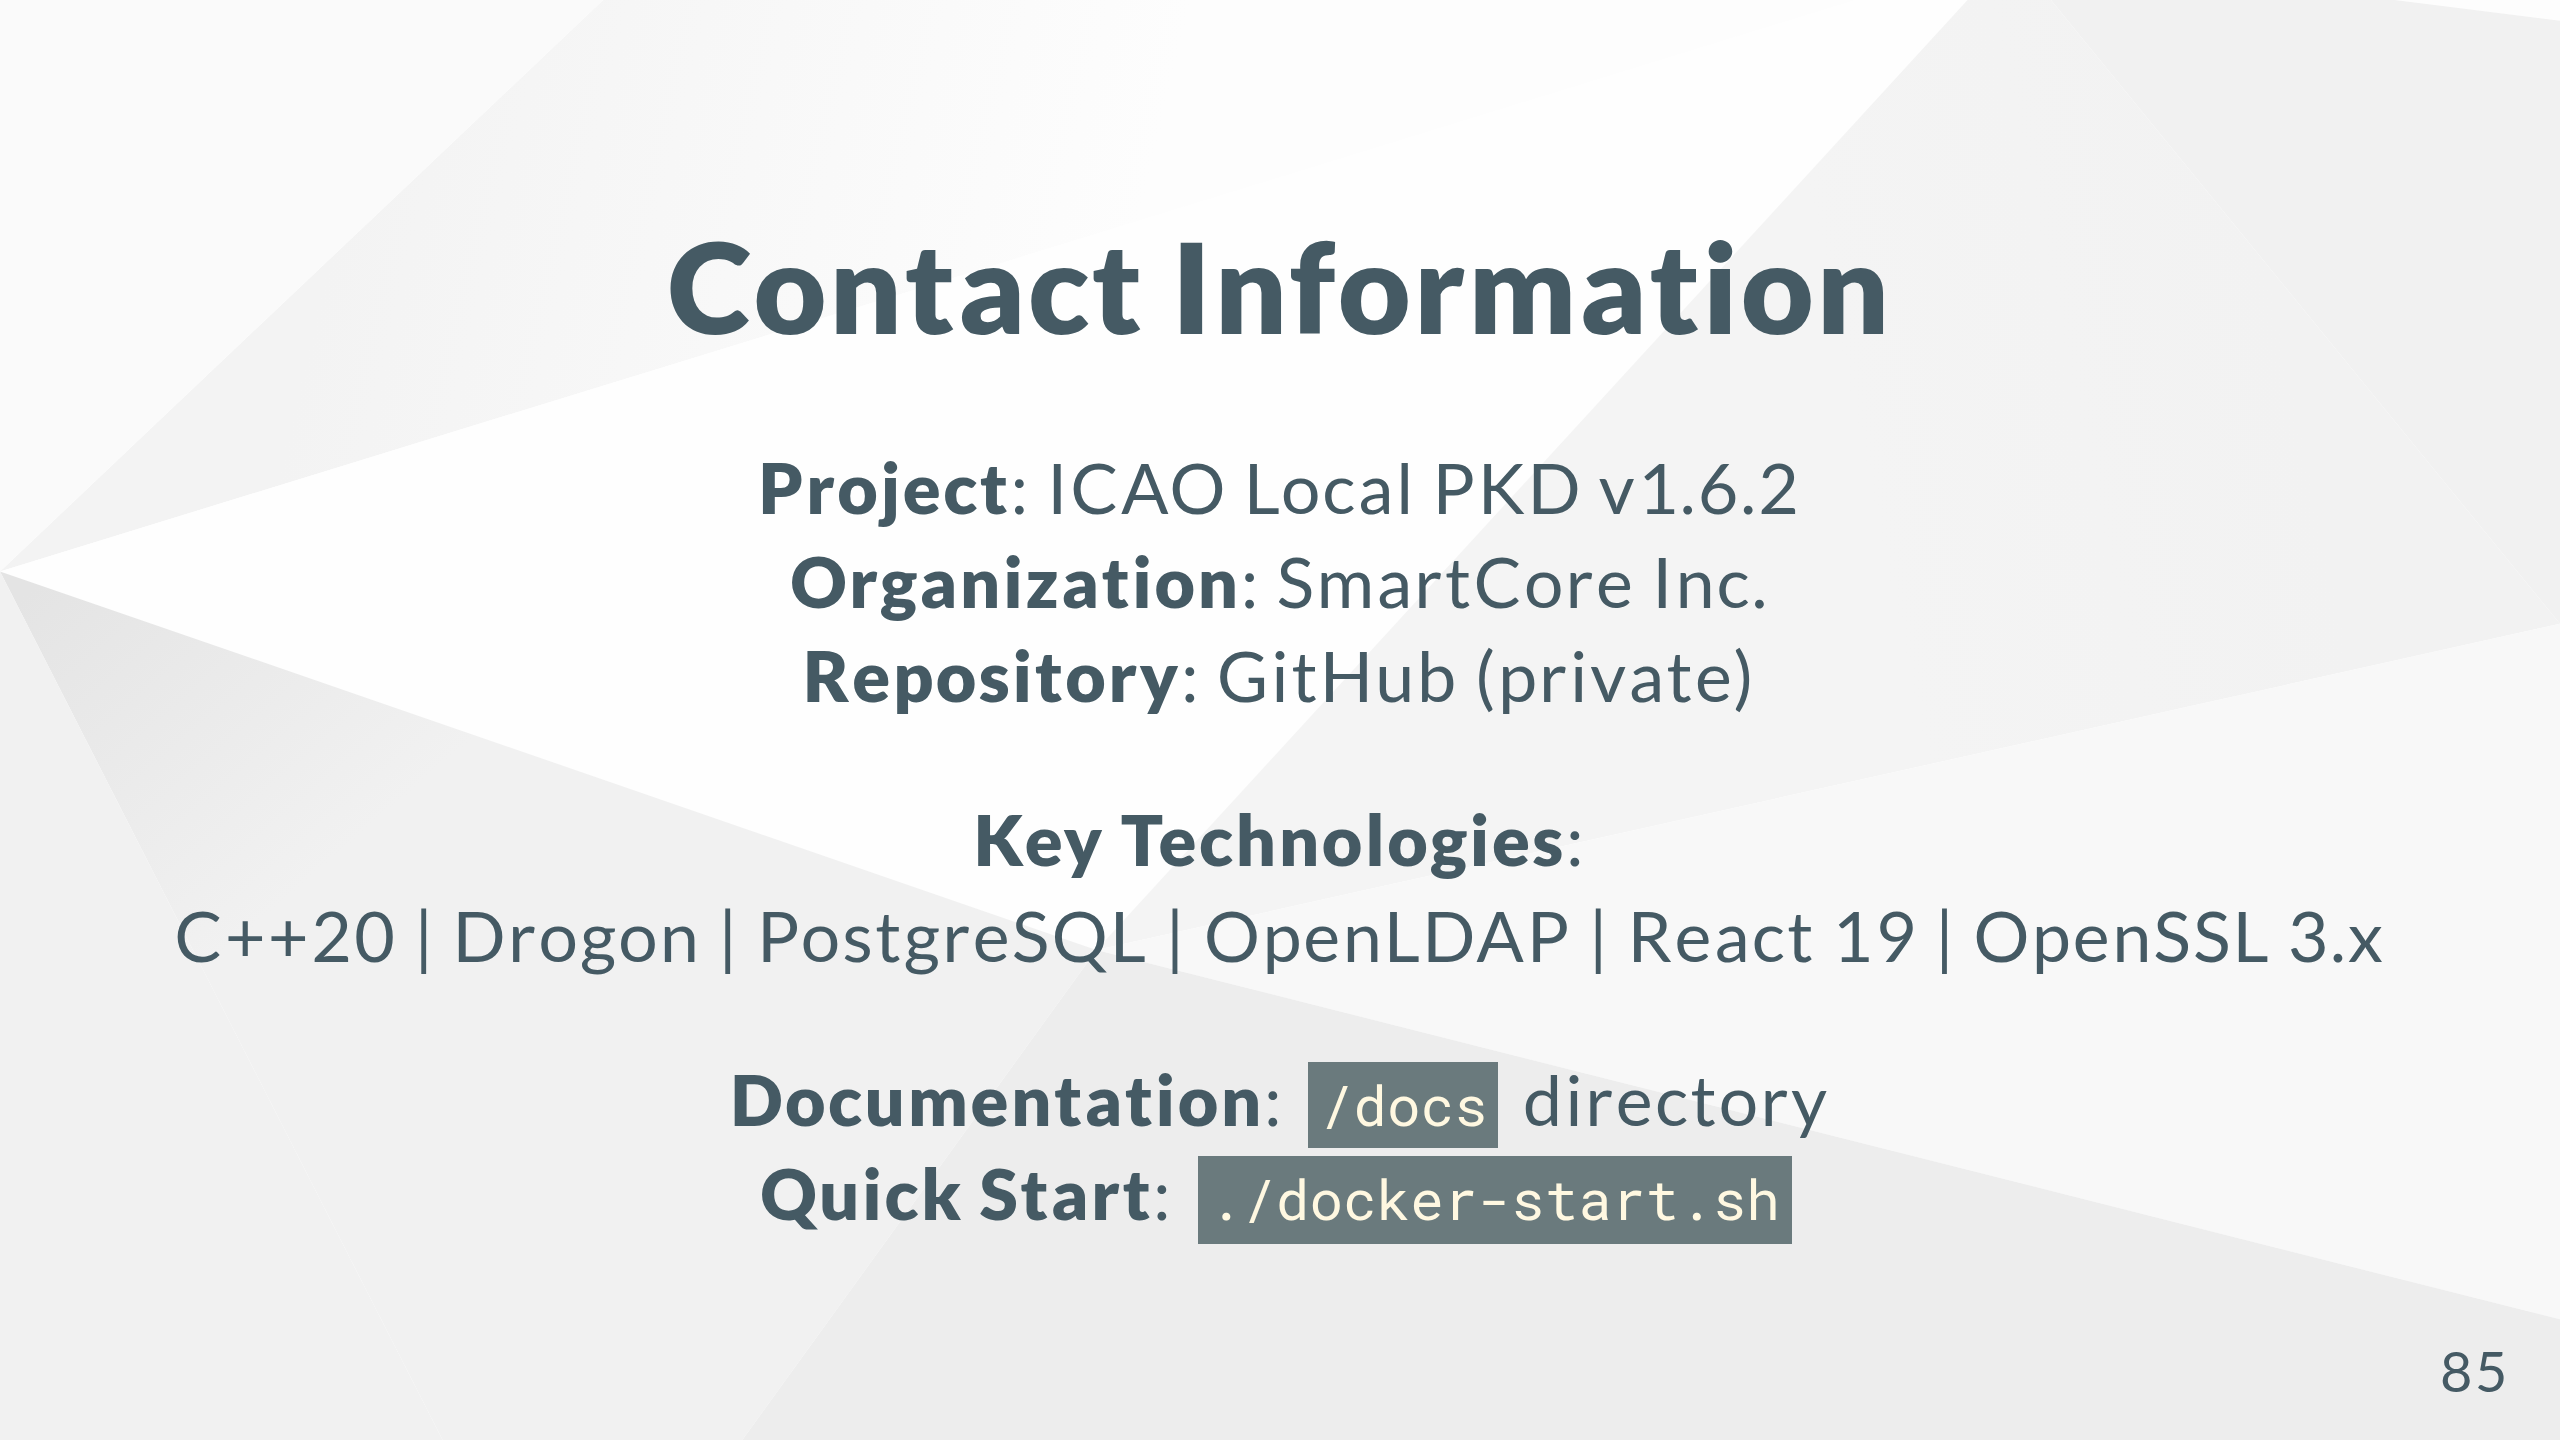 Contact Information
Project: ICAO Local PKD v1.6.2
Organization: SmartCore Inc.
Repository: GitHub (private)
Key Technologies:
C++20 | Drogon | PostgreSQL | OpenLDAP | React 19 | OpenSSL 3.x
Documentation: /docs directory
Quick Start: ./docker-start.sh
85